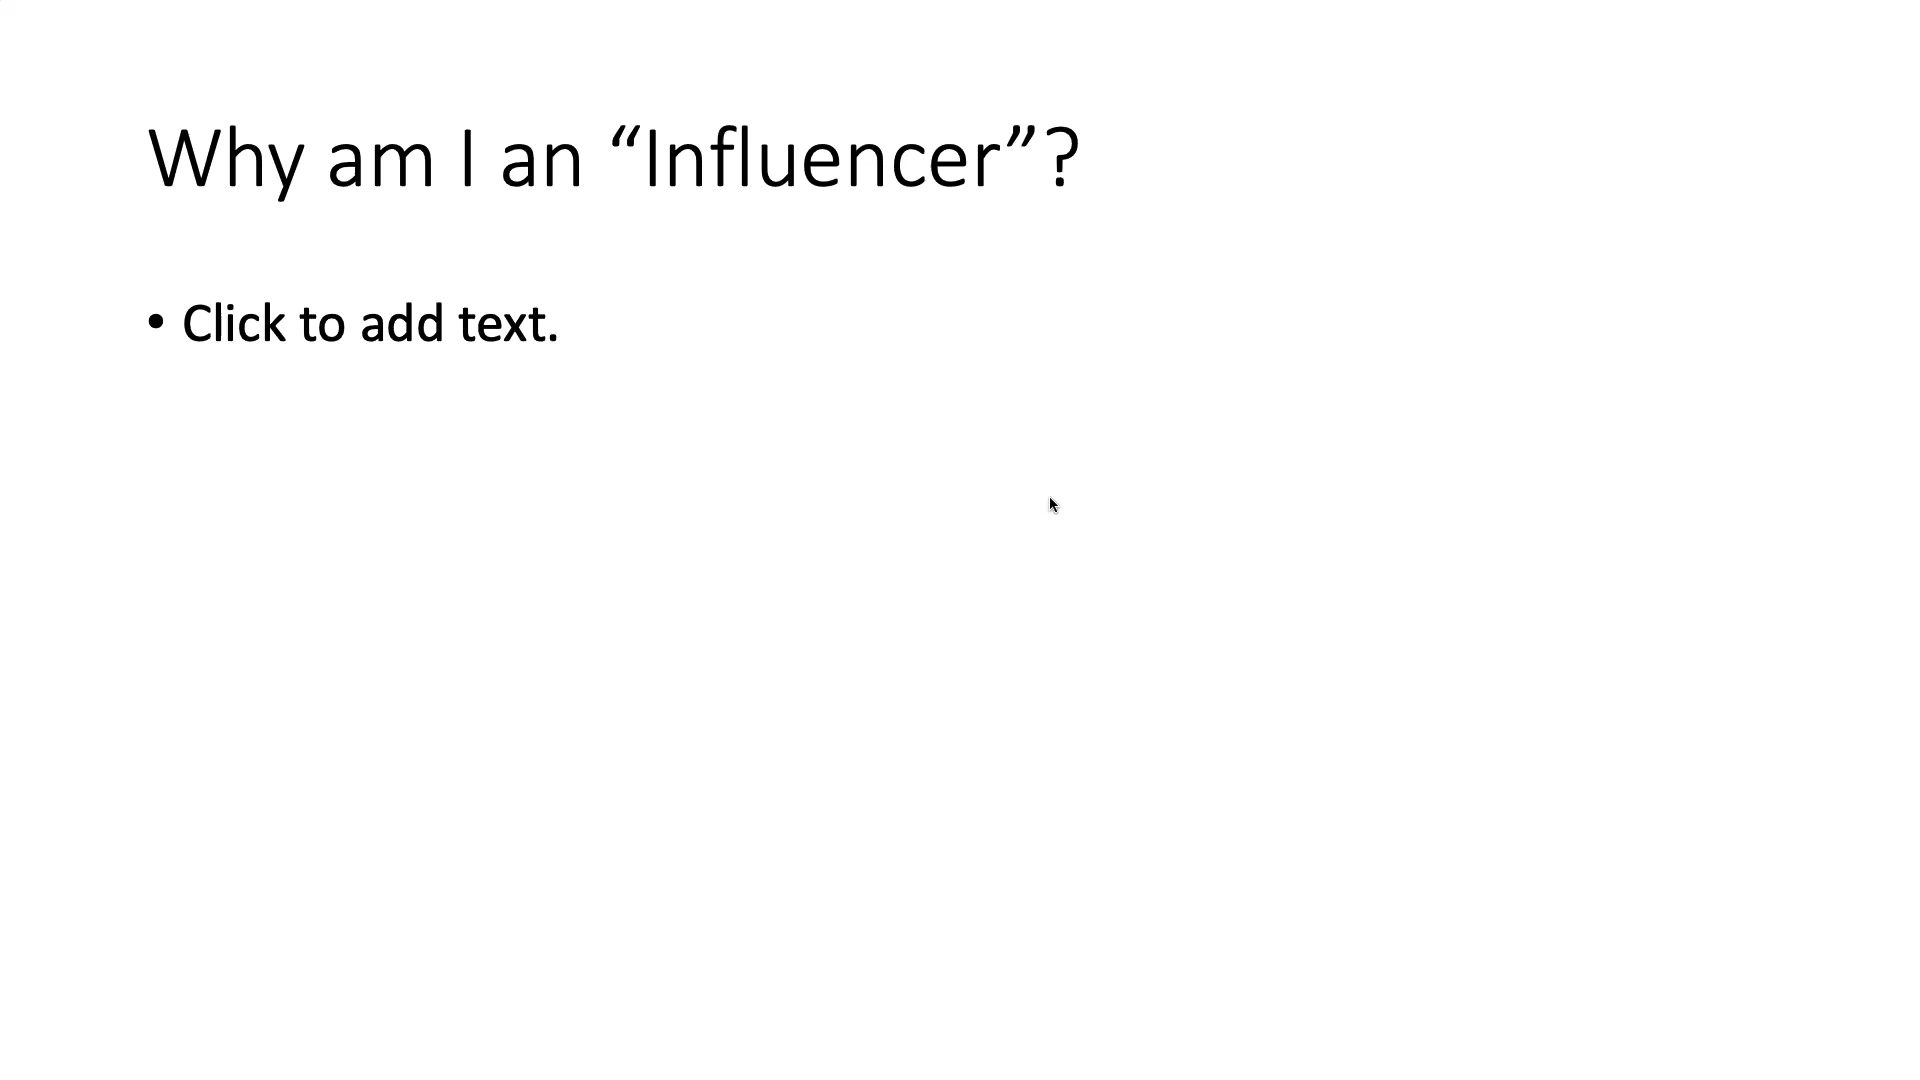 Why am I an “Influencer”?
• Click to add text.